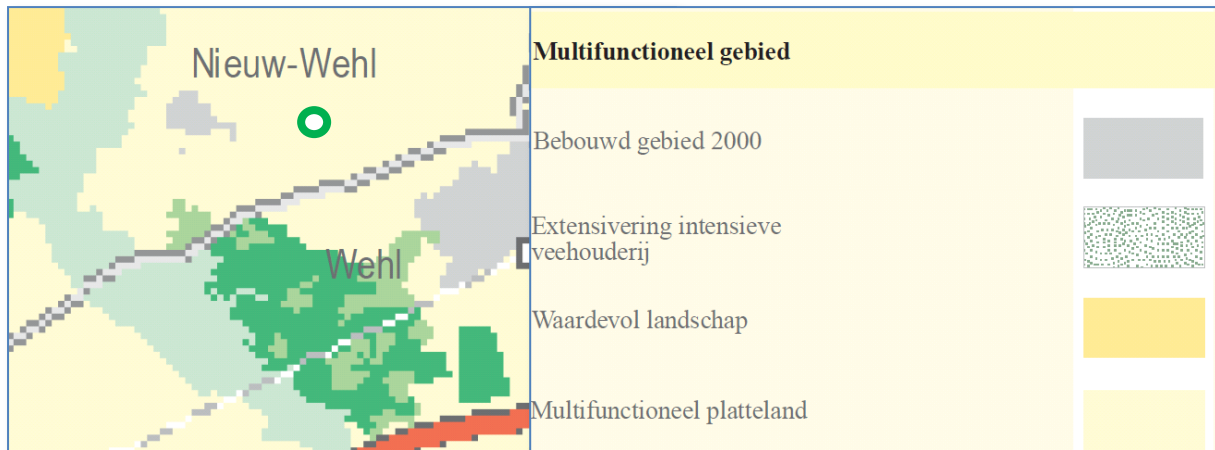 Nieuw-Wehl
Wehl
Multifunctioneel gebied
Bebouwd gebied 2000
Extensivering intensieve
veehouderij
Waardevol landschap
Multifunctioneel platteland